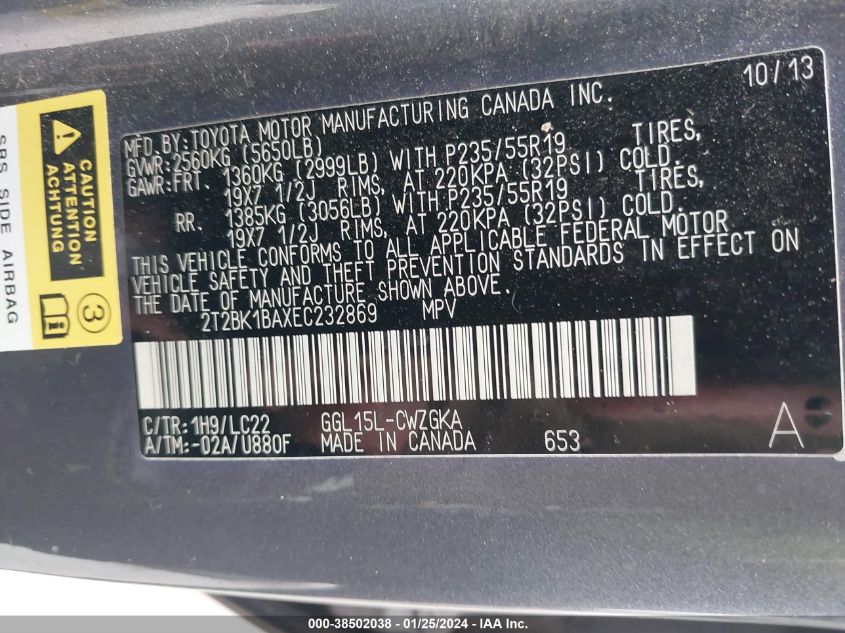 10/13
MFD.BY:TOYOTA MOTOR MANUFACTURING CANADA INC.
GVWR:2560KG (5650LB)
GAWR:FRT. 1360KG (2999LB) WITH P235/55R19 TIRES,
19X7 1/2J RIMS, AT 220KPA (32PSI) COLD.
RR. 1385KG (3056LB) WITH P235/55R19 TIRES,
19X7 1/2J RIMS, AT 220KPA (32PSI) COLD.
THIS VEHICLE CONFORMS TO ALL APPLICABLE FEDERAL MOTOR
VEHICLE SAFETY AND THEFT PREVENTION STANDARDS IN EFFECT ON
THE DATE OF MANUFACTURE SHOWN ABOVE.
2T2BK1BAXEC232869 MPV
C/TR:1H9/LC22 GGL15L-CWZGKA
A/TM:-02A/U880F MADE IN CANADA 653 A
CAUTION
ATTENTION
ACHTUNG
3
SRS SIDE AIRBAG
000-38502038 - 01/25/2024 - IAAI.com